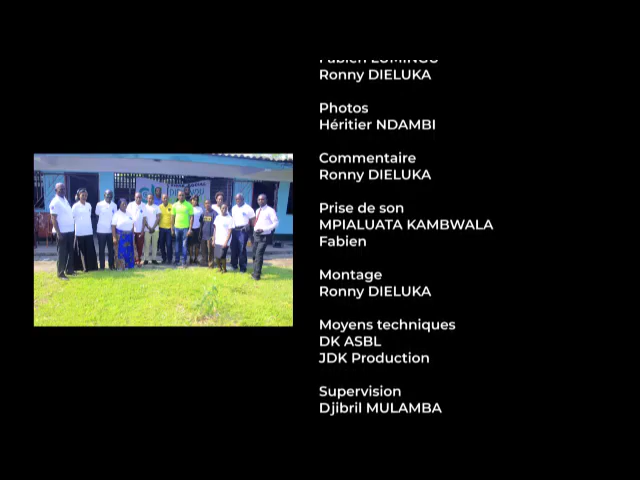 Ronny DIELUKA
Photos
Héritier NDAMBI
Commentaire
Ronny DIELUKA
Prise de son
MPIALUATA KAMBWALA
Fabien
Montage
Ronny DIELUKA
Moyens techniques
DK ASBL
JDK Production
Supervision
Djibril MULAMBA